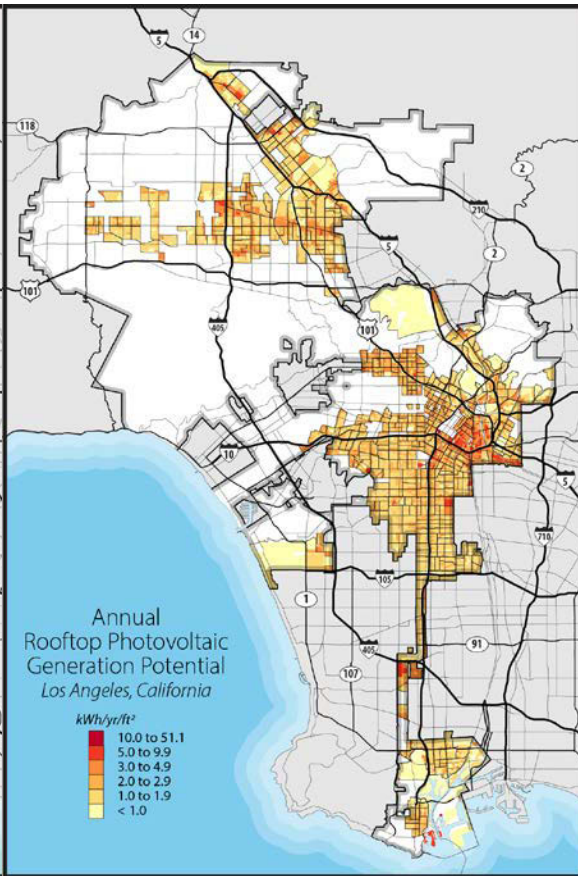 5
14
118
2
210
5
2
101
101
405
10
5
710
105
1
91
405
107
Annual
Rooftop Photovoltaic
Generation Potential
Los Angeles, California
kWh/yr/ft²
10.0 to 51.1
5.0 to 9.9
3.0 to 4.9
2.0 to 2.9
1.0 to 1.9
< 1.0